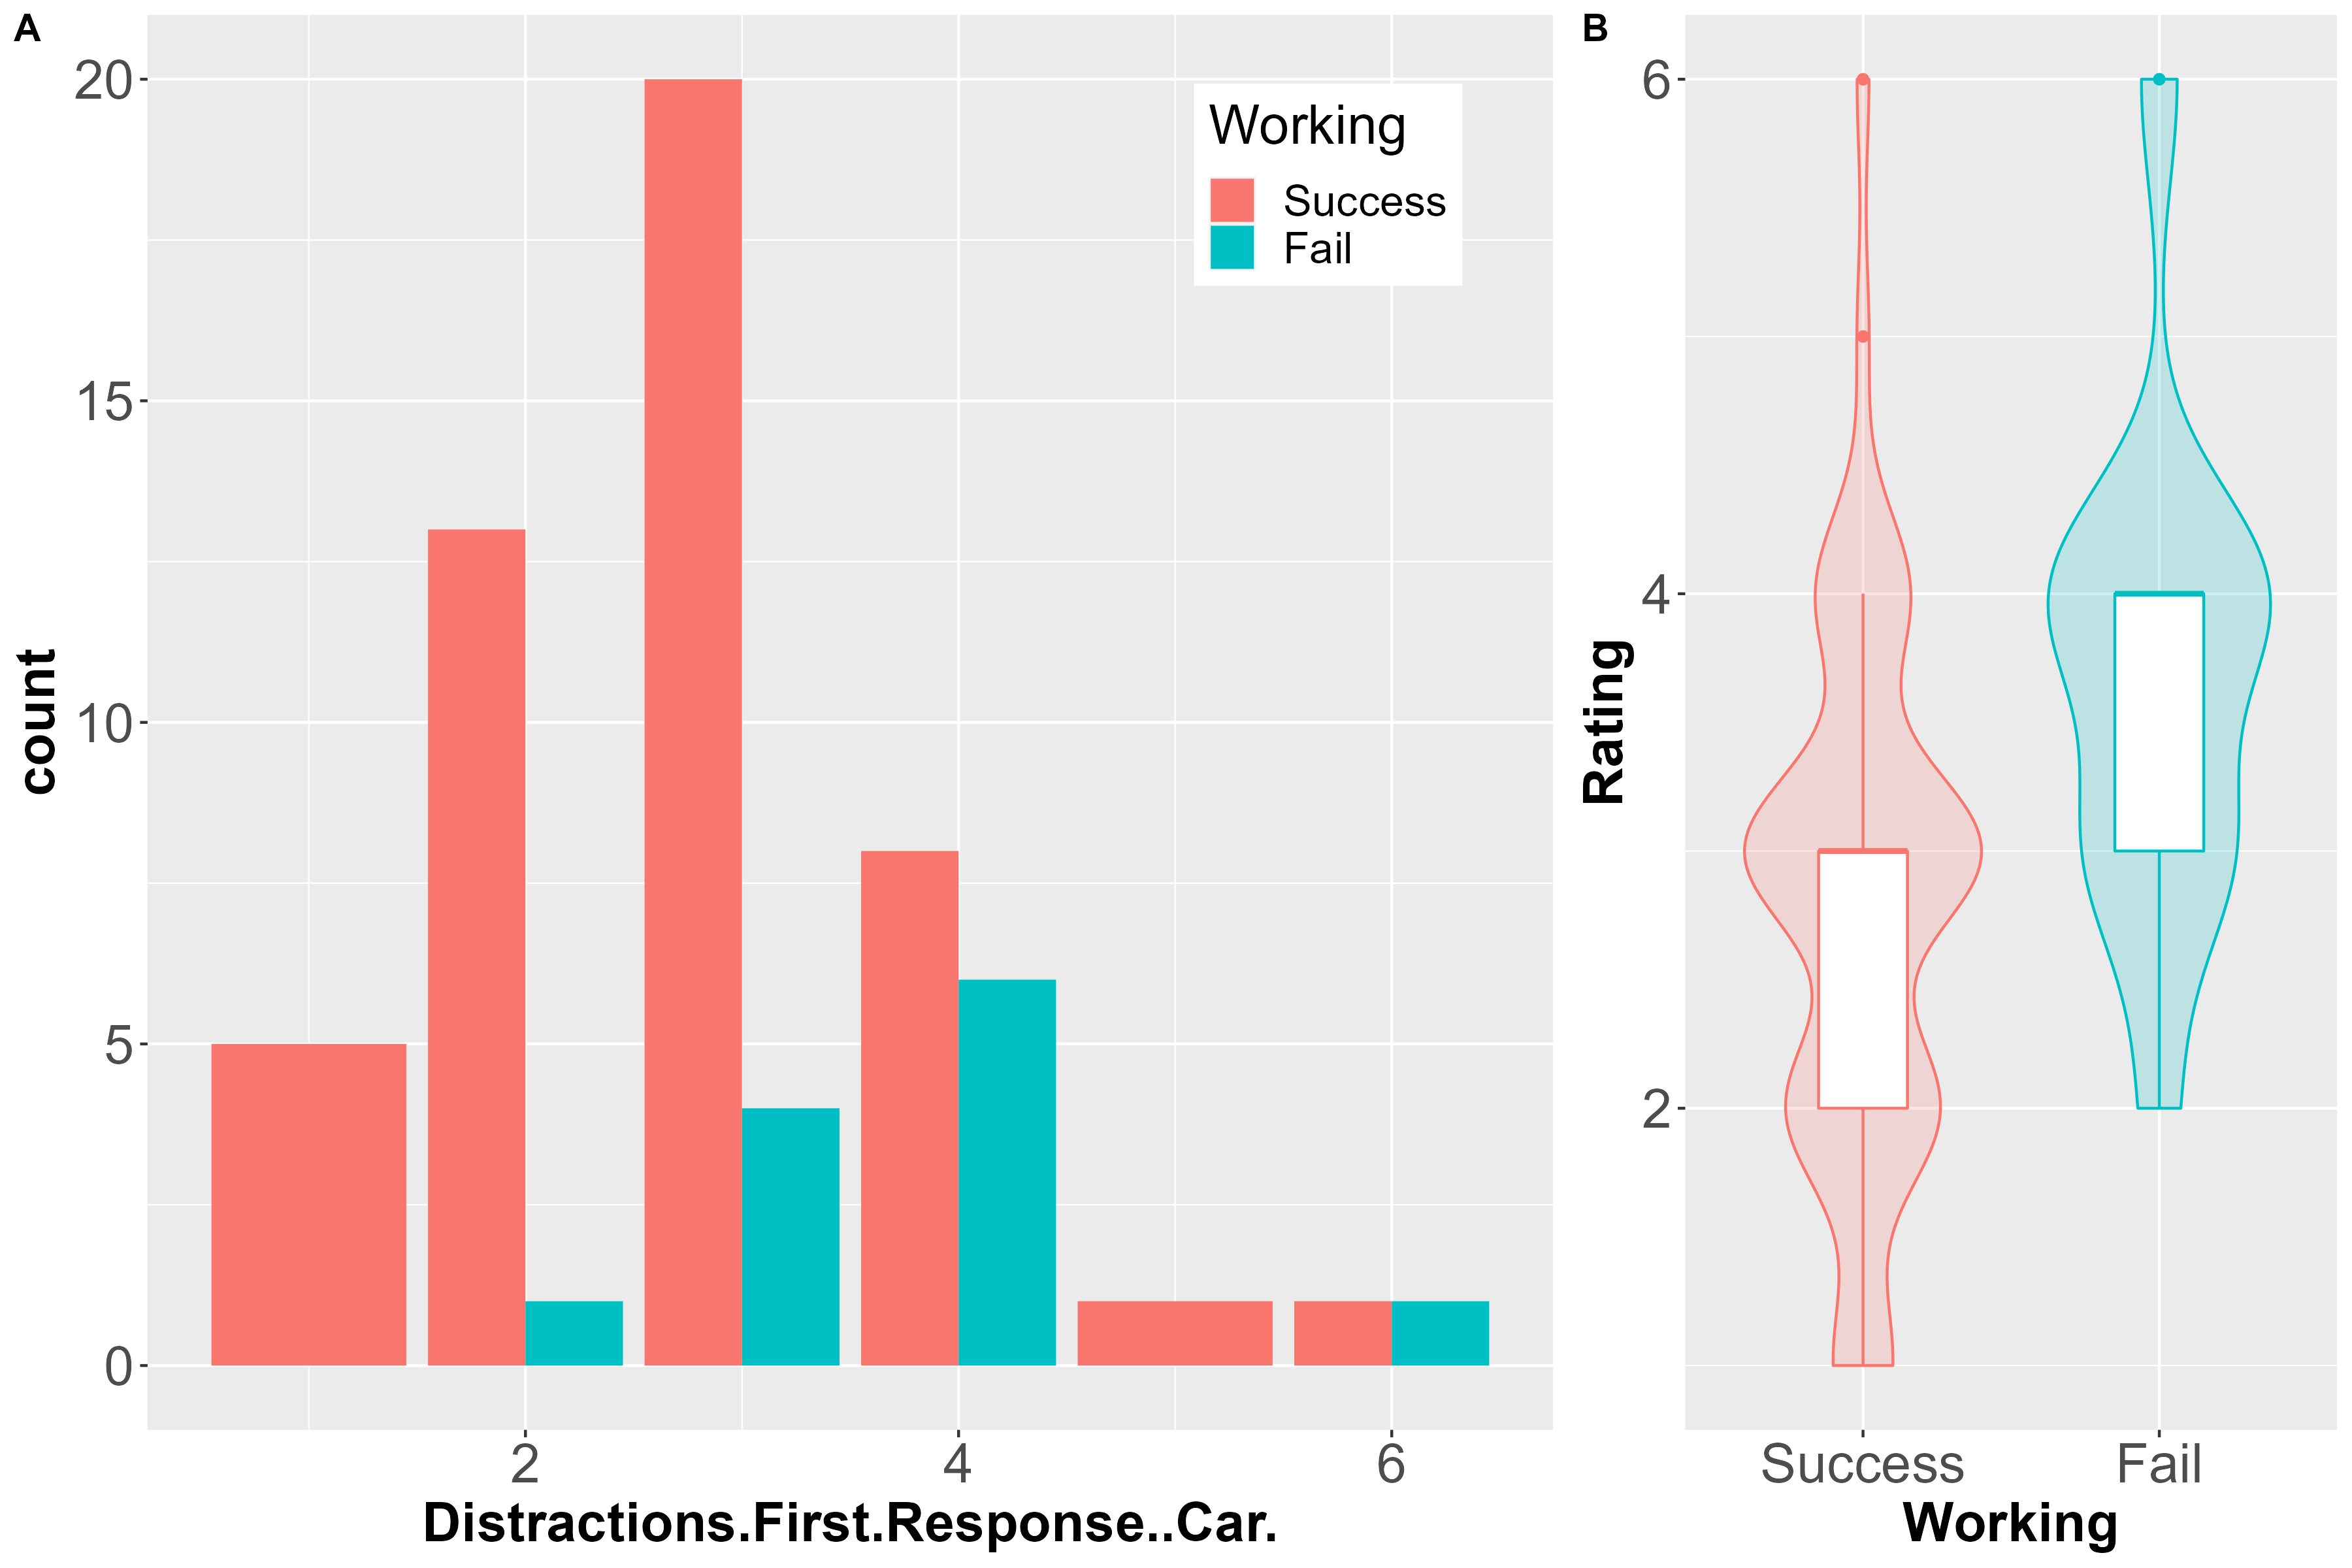 A
20
15
10
5
0
count
Working
Success
Fail
2
4
6
Distractions.First.Response..Car.
B
6
4
2
Rating
Success
Fail
Working